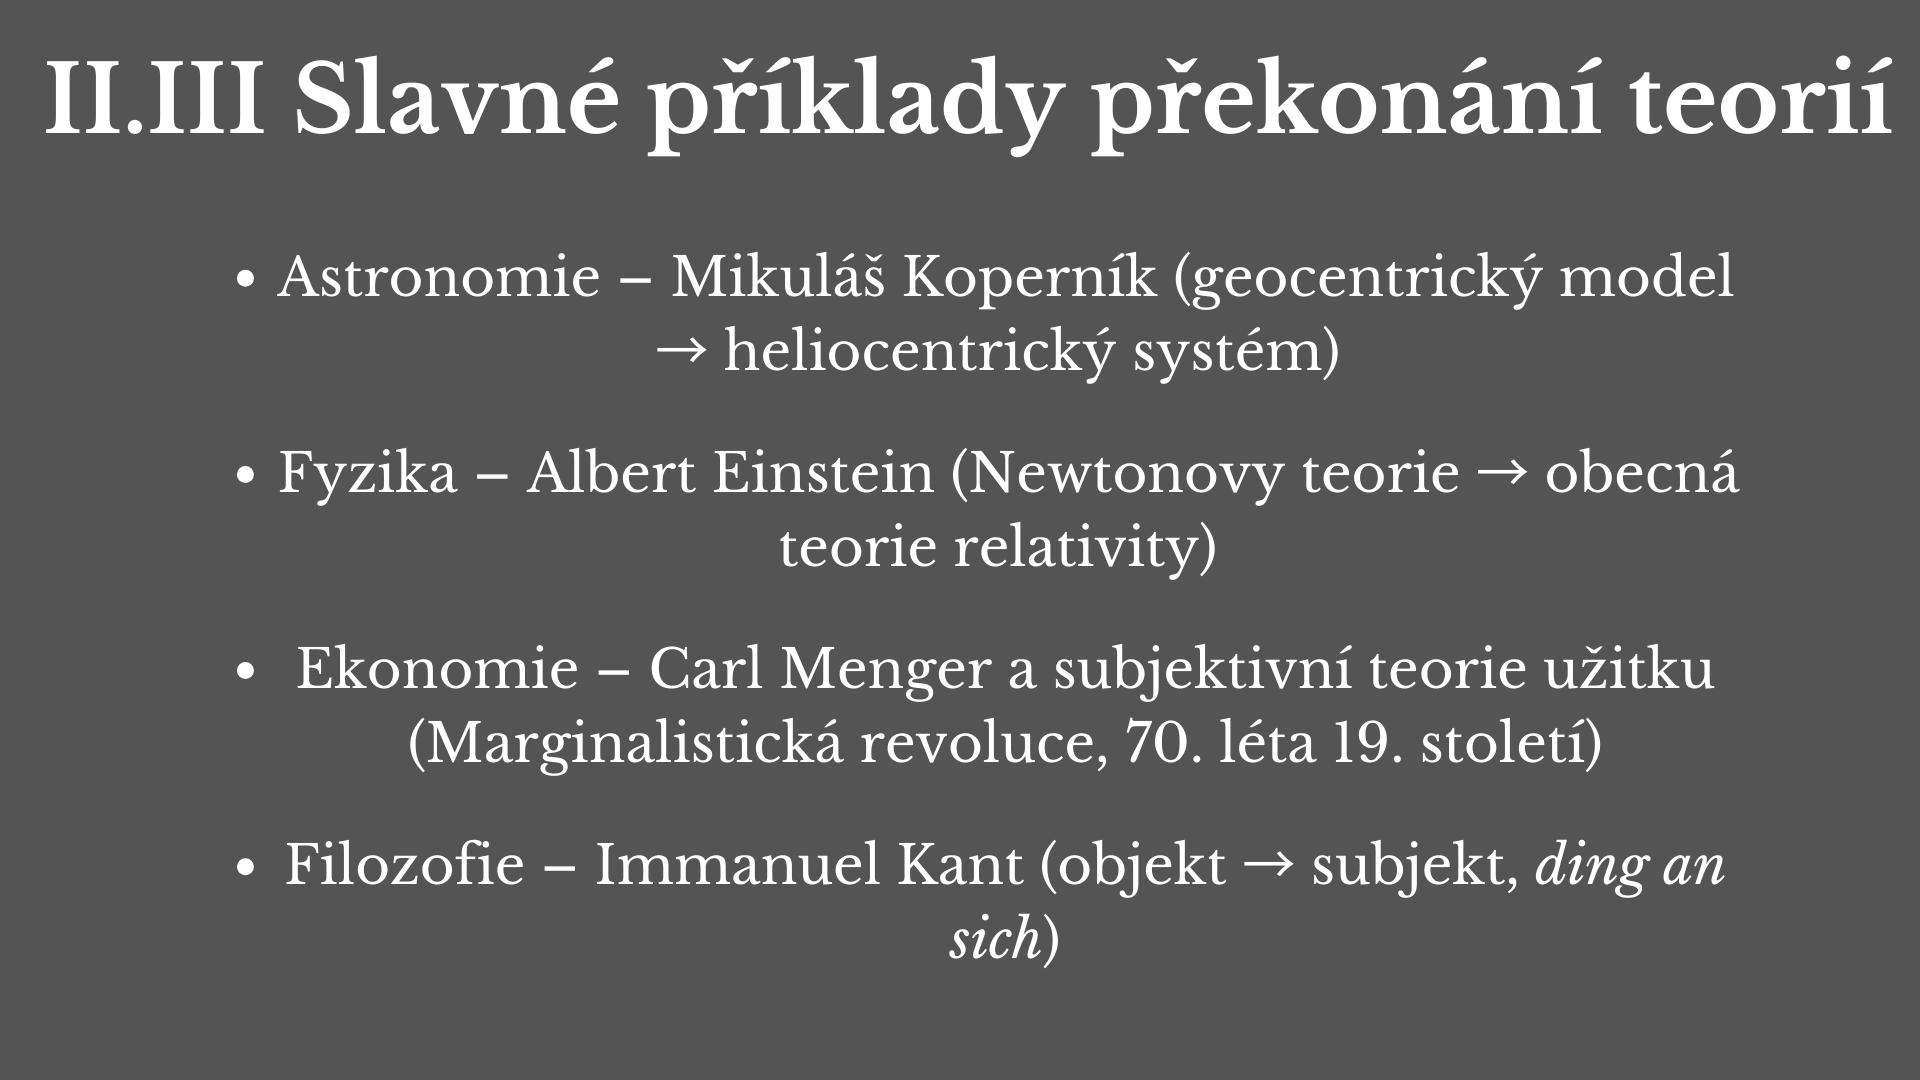 II.III Slavné příklady překonání teorií
• Astronomie – Mikuláš Koperník (geocentrický model
→ heliocentrický systém)
• Fyzika – Albert Einstein (Newtonovy teorie → obecná
teorie relativity)
• Ekonomie – Carl Menger a subjektivní teorie užitku
(Marginalistická revoluce, 70. léta 19. století)
• Filozofie – Immanuel Kant (objekt → subjekt, ding an
sich)